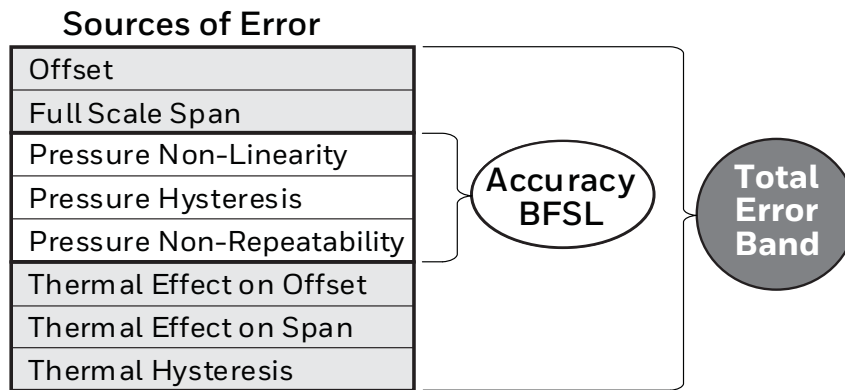 Sources of Error
Offset
Full Scale Span
Pressure Non-Linearity
Pressure Hysteresis
Pressure Non-Repeatability
Thermal Effect on Offset
Thermal Effect on Span
Thermal Hysteresis
Accuracy
BFSL
Total
Error
Band